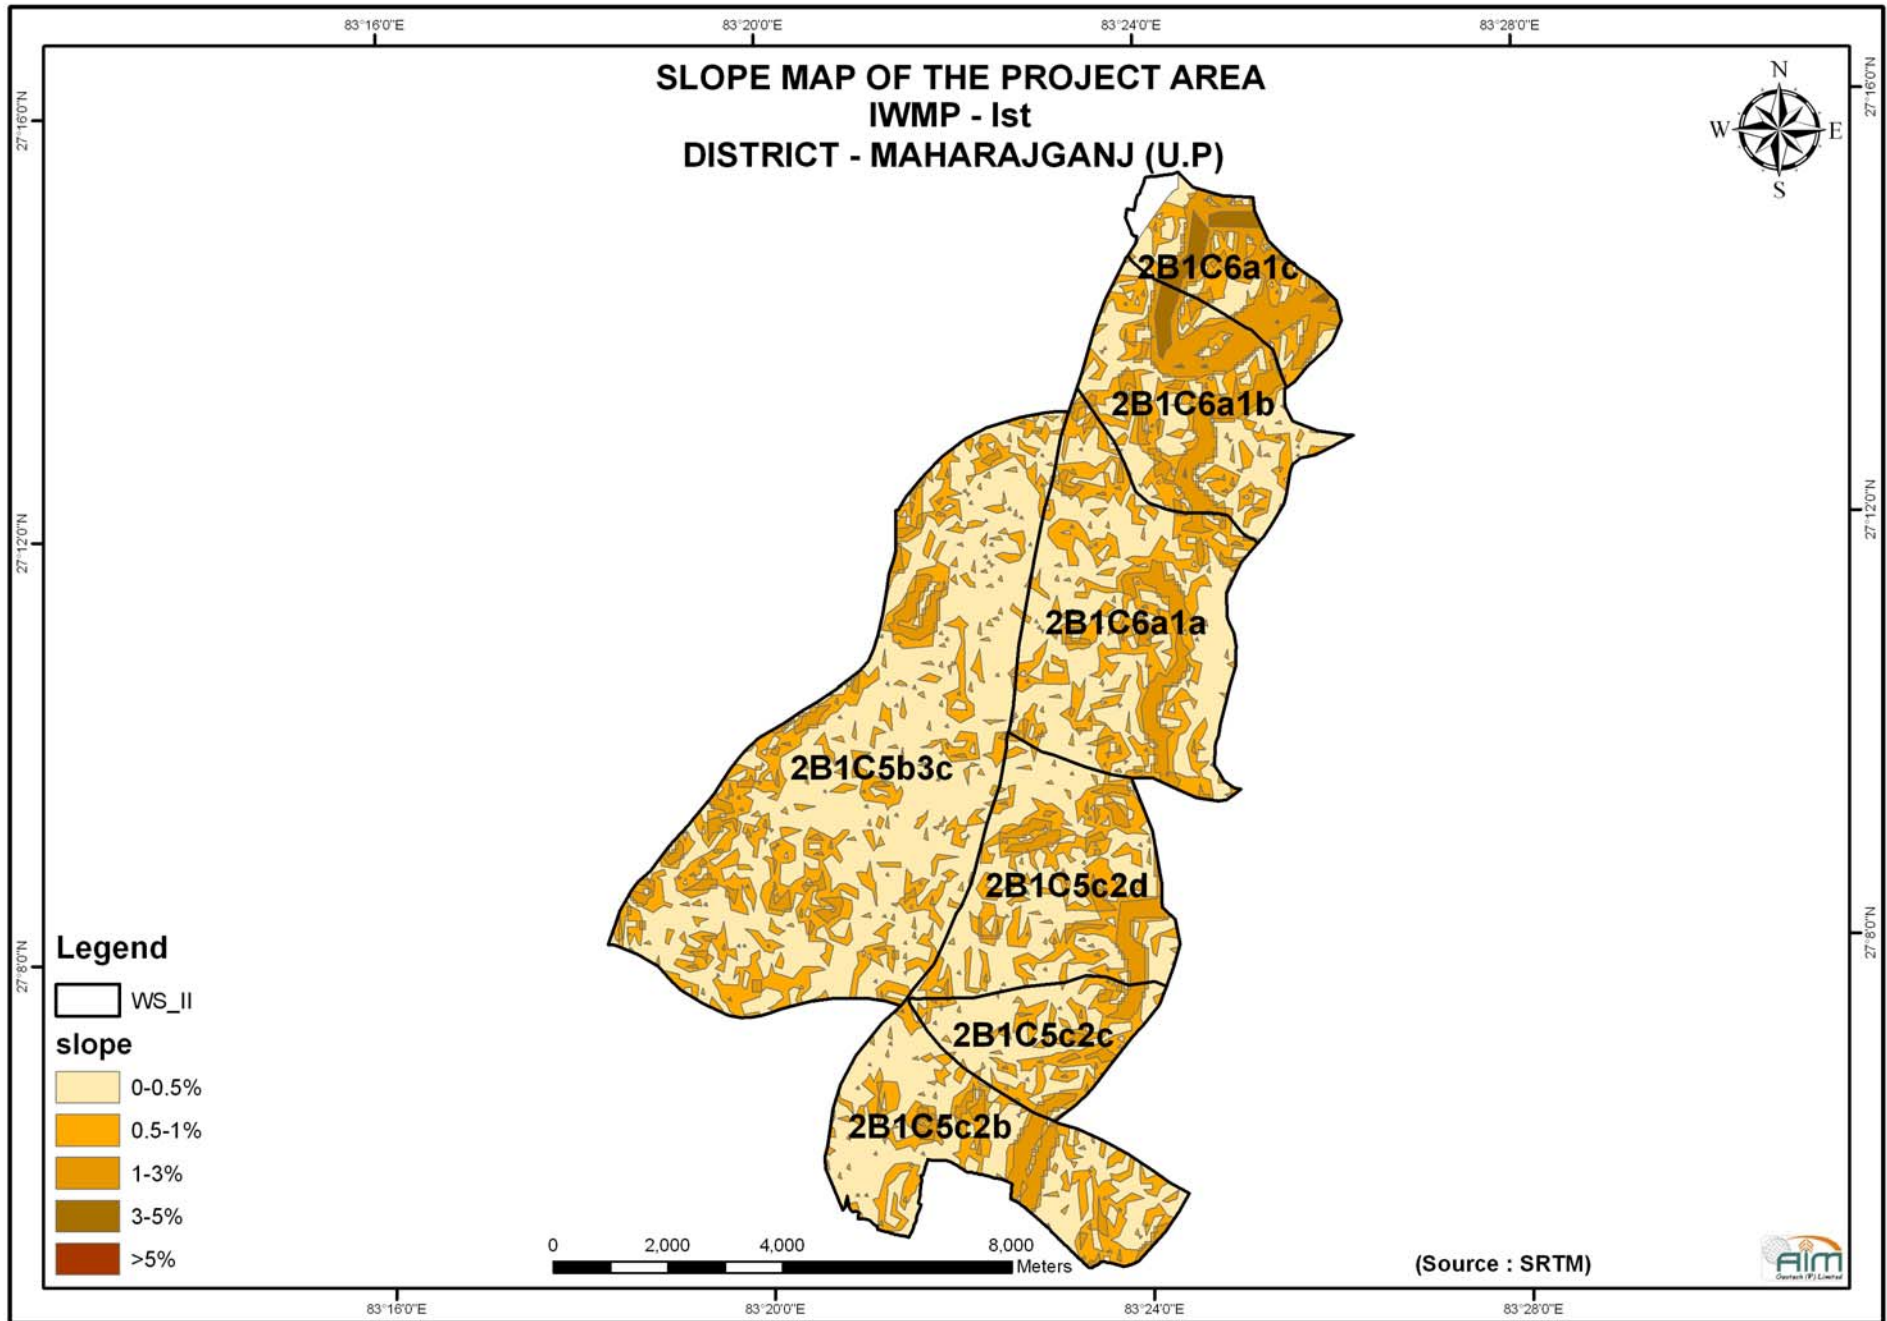 83°16'0"E 83°20'0"E 83°24'0"E 83°28'0"E
SLOPE MAP OF THE PROJECT AREA
IWMP - Ist
DISTRICT - MAHARAJGANJ (U.P)
N
W E
S
27°16'0"N
27°16'0"N
2B1C6a1c
2B1C6a1b
27°12'0"N
27°12'0"N
2B1C6a1a
2B1C5b3c
2B1C5c2d
27°8'0"N
27°8'0"N
2B1C5c2c
2B1C5c2b
Legend
WS_II
slope
0-0.5%
0.5-1%
1-3%
3-5%
>5%
0 2,000 4,000 8,000
Meters
(Source : SRTM)
AIM
Geotech (P) Limited
83°16'0"E 83°20'0"E 83°24'0"E 83°28'0"E